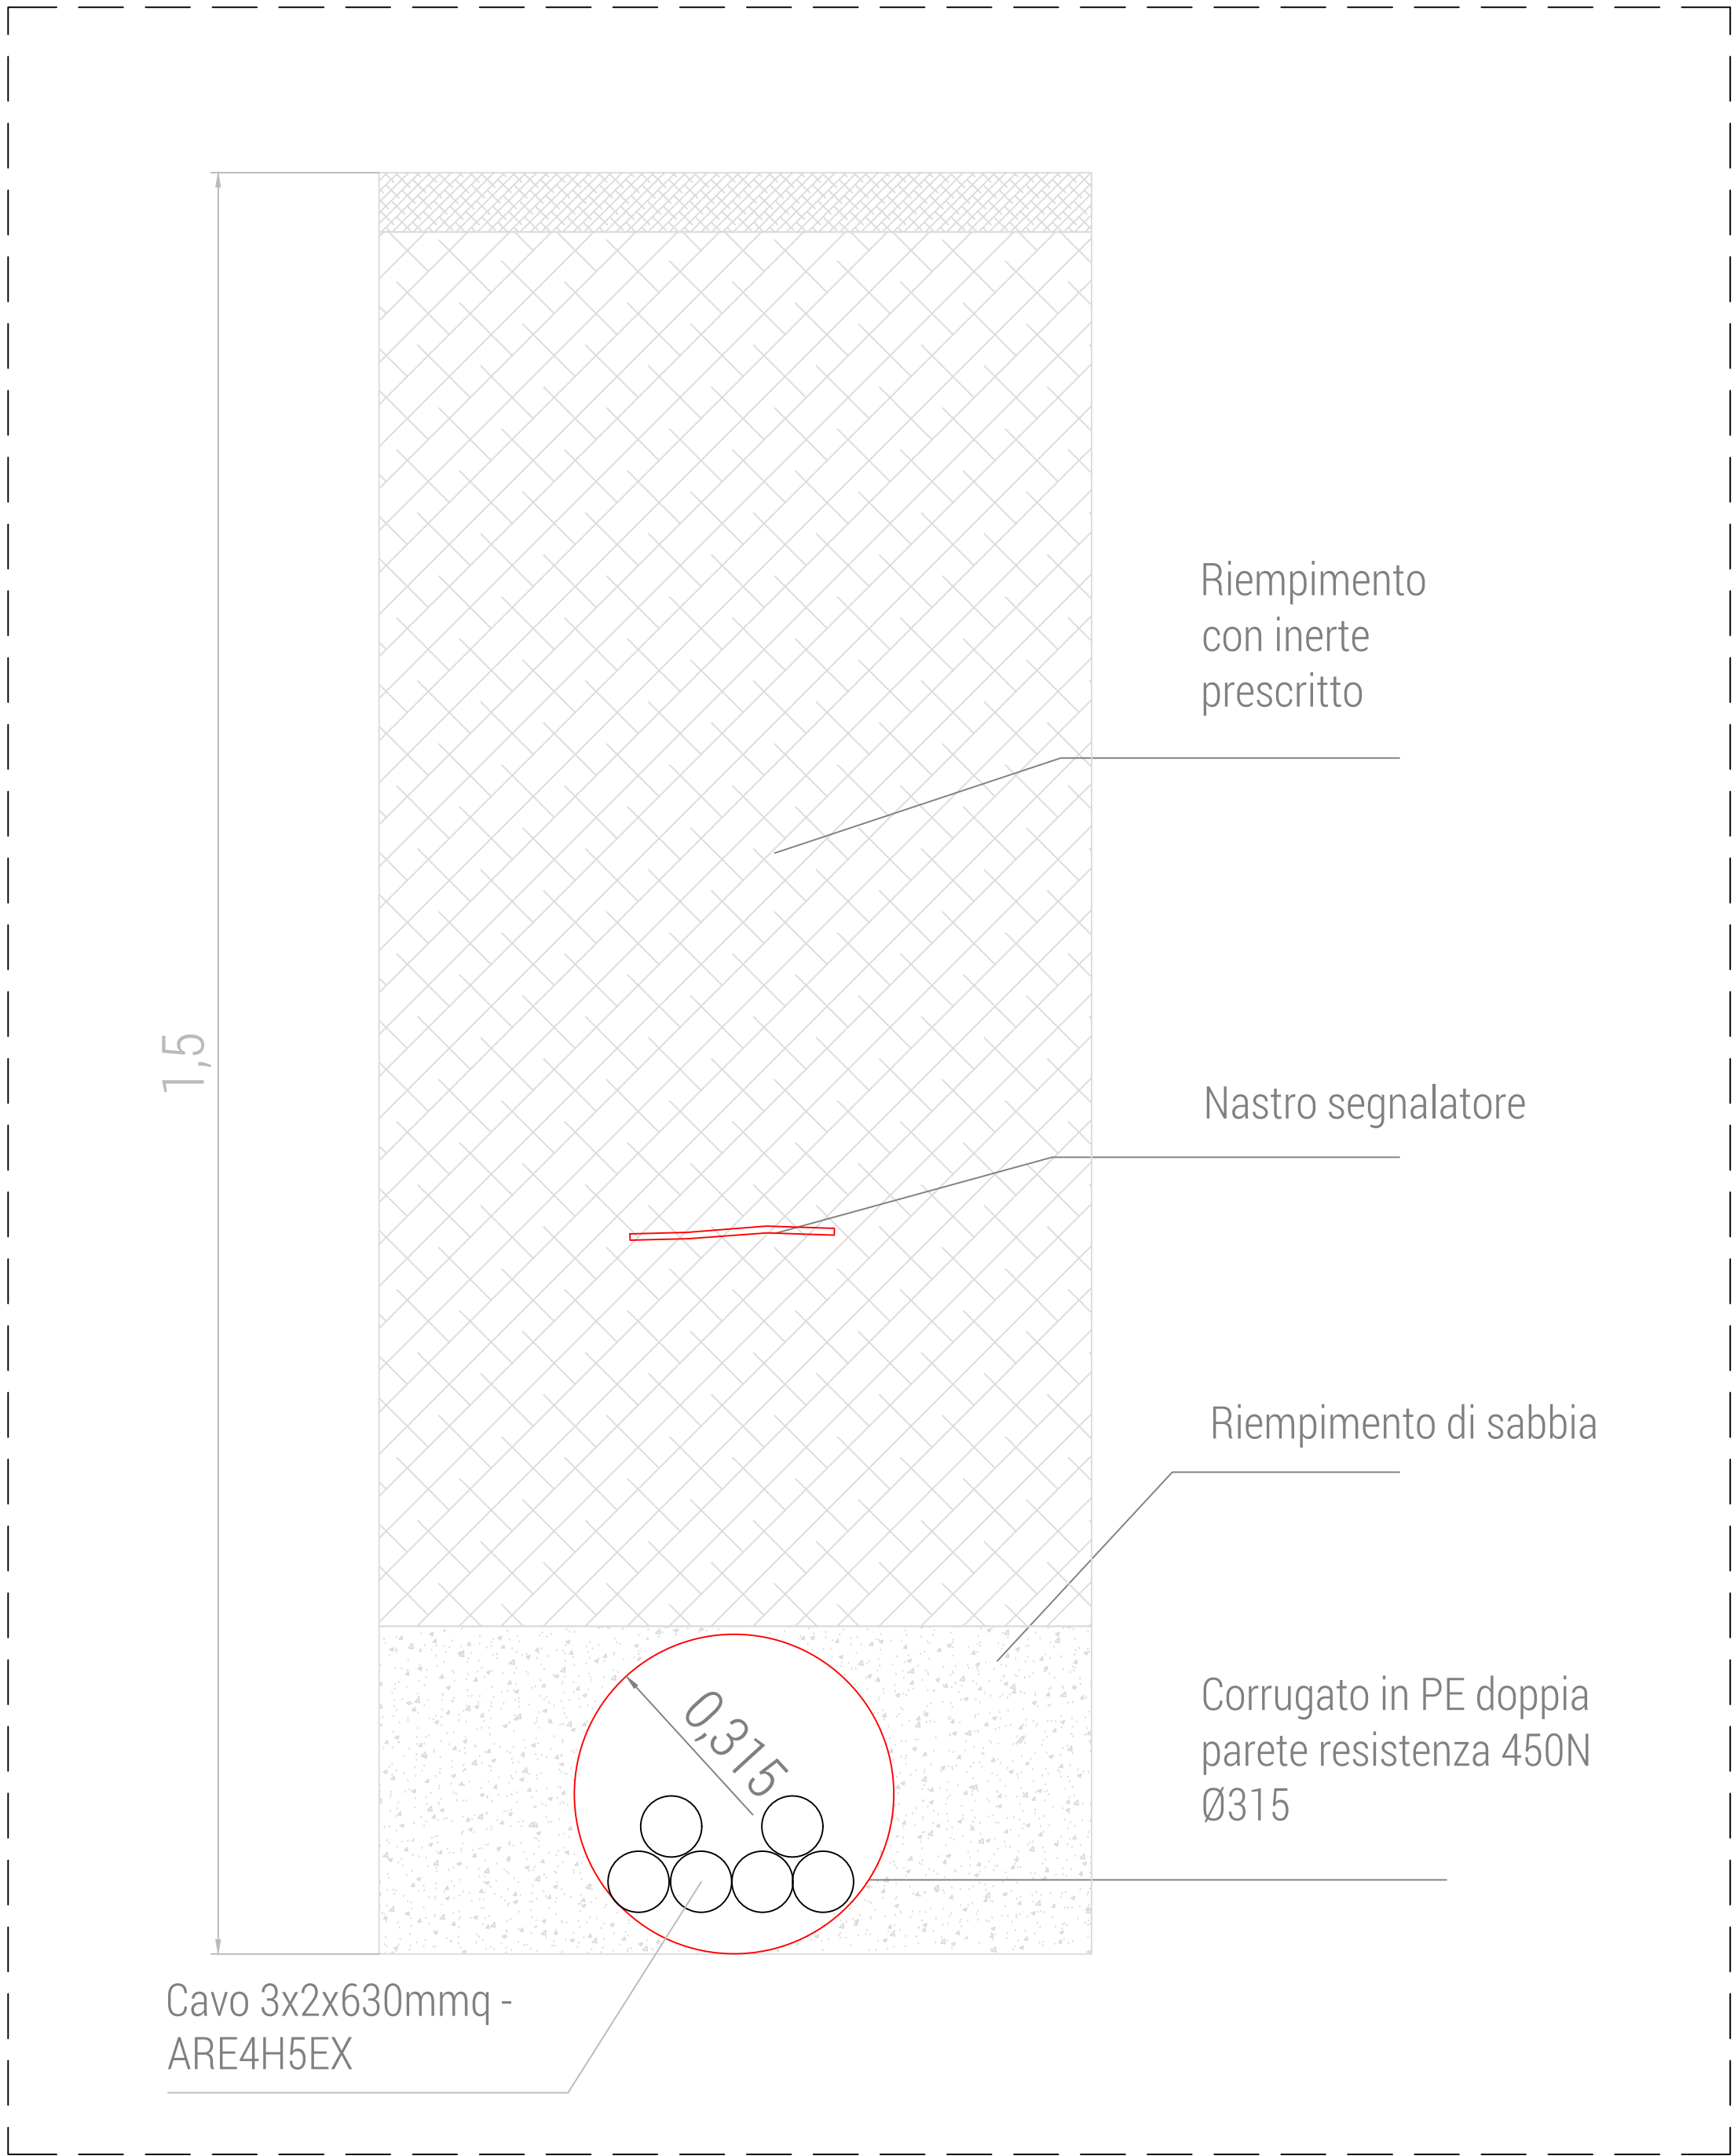 Riempimento
con inerte
prescritto
1,5
Nastro segnalatore
Riempimento di sabbia
Corrugato in PE doppia
parete resistenza 450N
Ø315
0,315
Cavo 3x2x630mmq -
ARE4H5EX